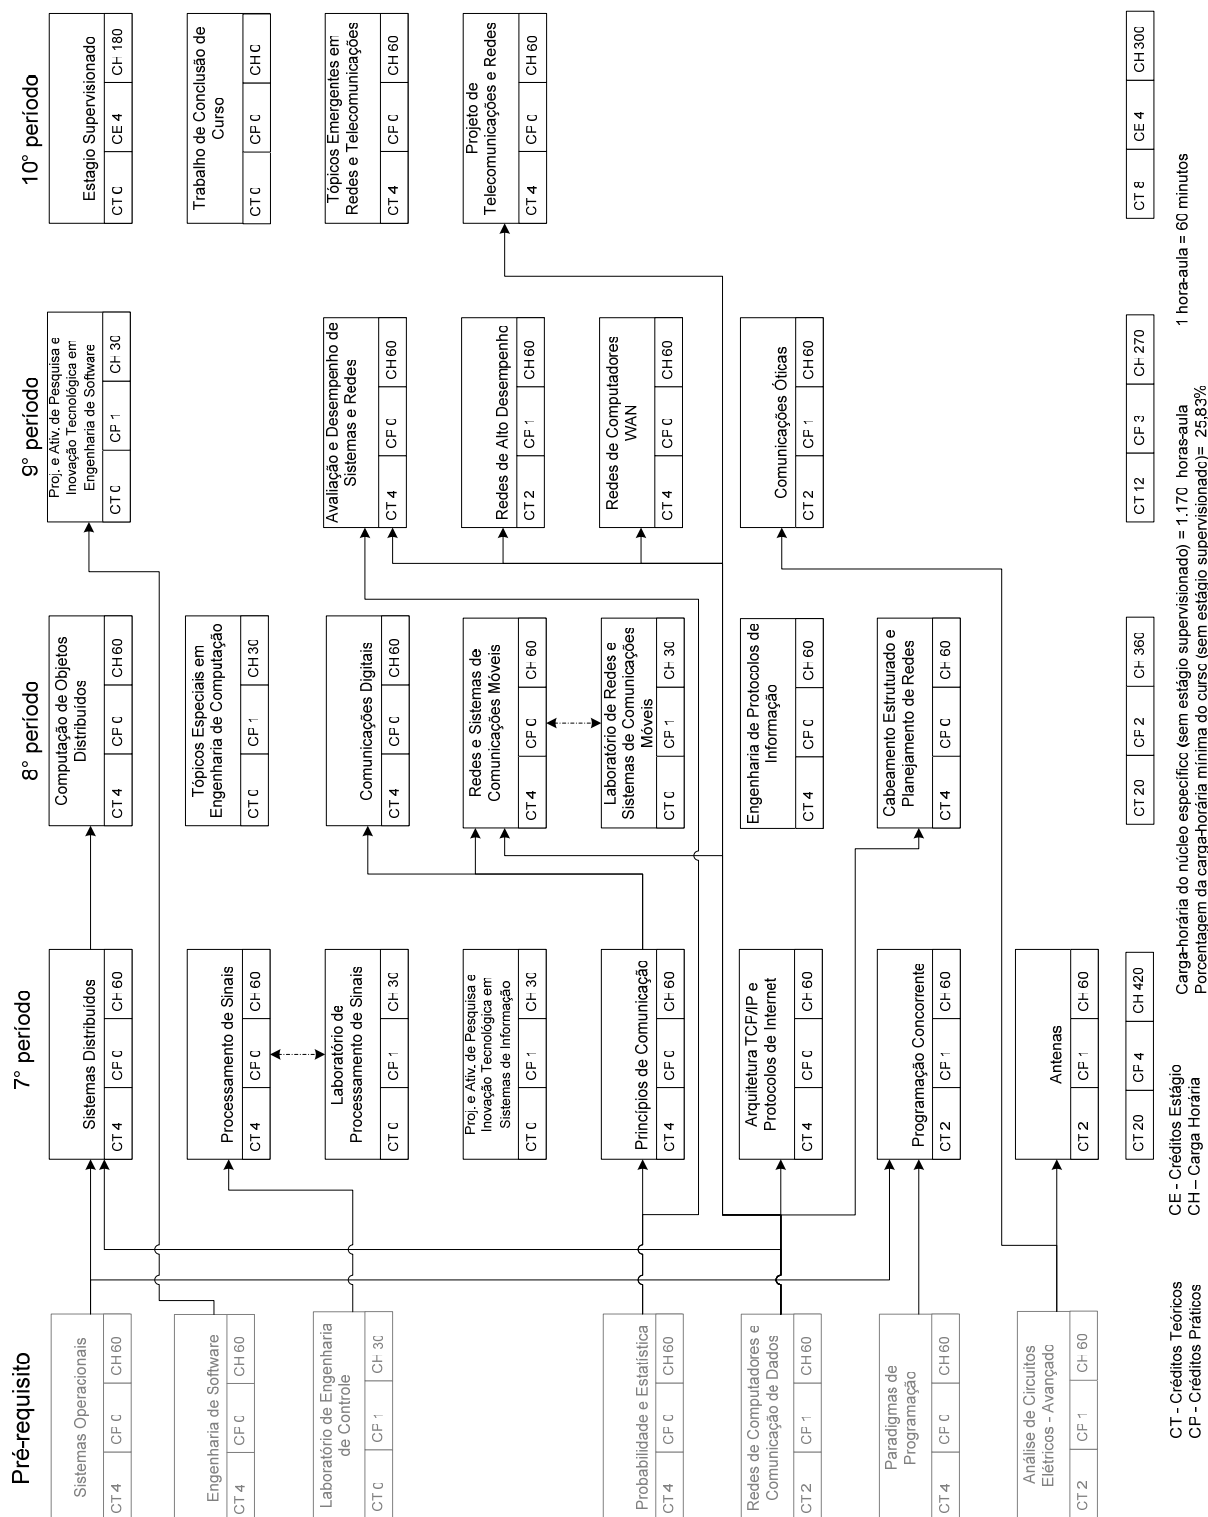 Pré-requisito
Sistemas Operacionais
CT 4 CP 0 CH 60
Engenharia de Software
CT 4 CP 0 CH 60
Laboratório de Engenharia
de Controle
CT 0 CP 1 CH 30
Probabilidade e Estatística
CT 4 CP 0 CH 60
Redes de Computadores e
Comunicação de Dados
CT 2 CP 1 CH 60
Paradigmas de
Programação
CT 4 CP 0 CH 60
Análise de Circuitos
Elétricos - Avançado
CT 2 CP 1 CH 60
7° período
Sistemas Distribuídos
CT 4 CP 0 CH 60
Processamento de Sinais
CT 4 CP 0 CH 60
Laboratório de
Processamento de Sinais
CT 0 CP 1 CH 30
Proj. e Ativ. de Pesquisa e
Inovação Tecnológica em
Sistemas de Informação
CT 0 CP 1 CH 30
Princípios de Comunicação
CT 4 CP 0 CH 60
Arquitetura TCP/IP e
Protocolos de Internet
CT 4 CP 0 CH 60
Programação Concorrente
CT 2 CP 1 CH 60
Antenas
CT 2 CP 1 CH 60
CT 20 CP 4 CH 420
8° período
Computação de Objetos
Distribuídos
CT 4 CP 0 CH 60
Tópicos Especiais em
Engenharia de Computação
CT 0 CP 1 CH 30
Comunicações Digitais
CT 4 CP 0 CH 60
Redes e Sistemas de
Comunicações Móveis
CT 4 CP 0 CH 60
Laboratório de Redes e
Sistemas de Comunicações
Móveis
CT 0 CP 1 CH 30
Engenharia de Protocolos de
Informação
CT 4 CP 0 CH 60
Cabeamento Estruturado e
Planejamento de Redes
CT 4 CP 0 CH 60
CT 20 CP 2 CH 360
9° período
Proj. e Ativ. de Pesquisa e
Inovação Tecnológica em
Engenharia de Software
CT 0 CP 1 CH 30
Avaliação e Desempenho de
Sistemas e Redes
CT 4 CP 0 CH 60
Redes de Alto Desempenho
CT 2 CP 1 CH 60
Redes de Computadores
WAN
CT 4 CP 0 CH 60
Comunicações Óticas
CT 2 CP 1 CH 60
CT 12 CP 3 CH 270
10° período
Estagio Supervisionado
CT 0 CE 4 CH 180
Trabalho de Conclusão de
Curso
CT 0 CP 0 CH 0
Tópicos Emergentes em
Redes e Telecomunicações
CT 4 CP 0 CH 60
Projeto de
Telecomunicações e Redes
CT 4 CP 0 CH 60
CT 8 CE 4 CH 300
CT - Créditos Teóricos
CP - Créditos Práticos
CE - Créditos Estágio
CH – Carga Horária
Carga-horária do núcleo específico (sem estágio supervisionado) = 1.170 horas-aula
Porcentagem da carga-horária mínima do curso (sem estágio supervisionado)= 25,83%
1 hora-aula = 60 minutos